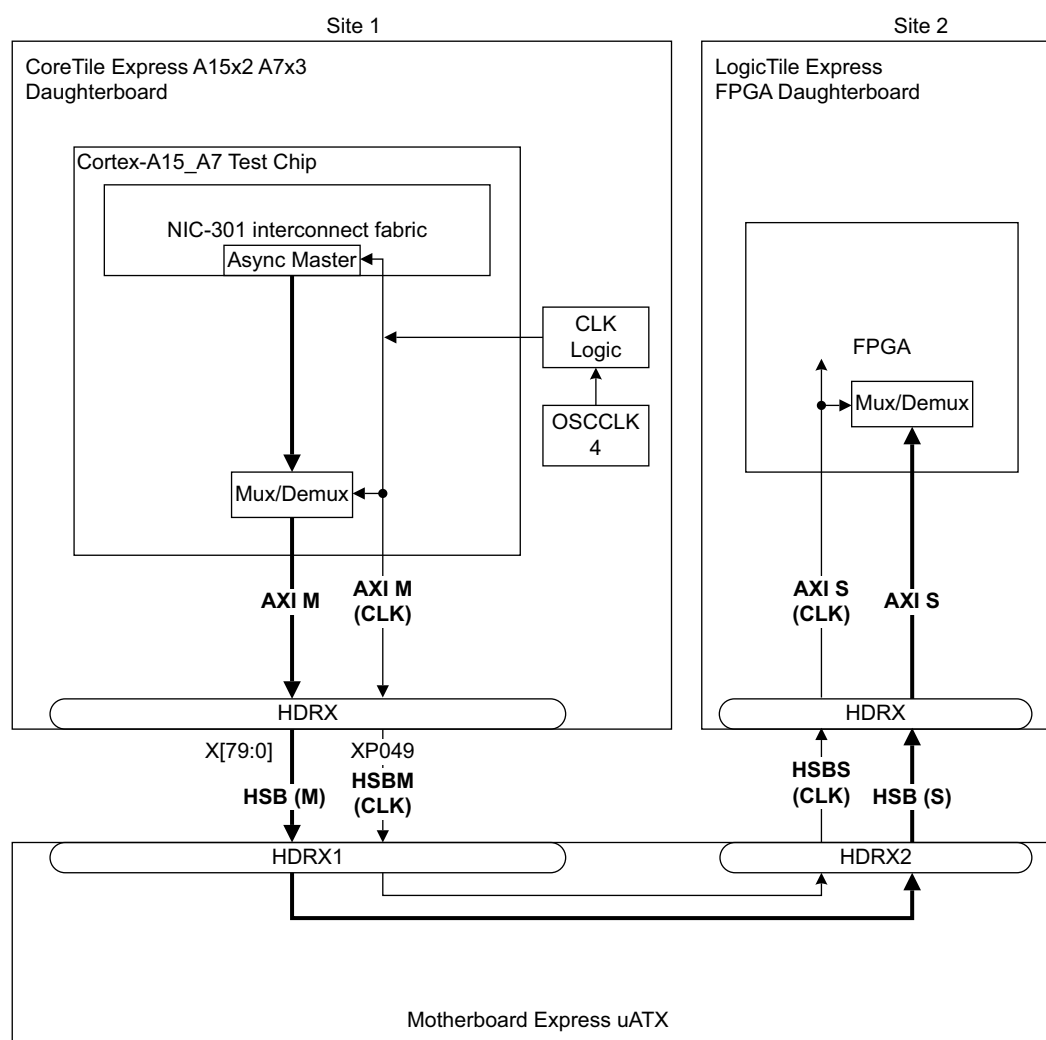 Site 1
Site 2
CoreTile Express A15x2 A7x3
Daughterboard
LogicTile Express
FPGA Daughterboard
Cortex-A15_A7 Test Chip
NIC-301 interconnect fabric
Async Master
CLK
Logic
OSCCLK
4
FPGA
Mux/Demux
Mux/Demux
AXI M
AXI M
(CLK)
AXI S
(CLK)
AXI S
HDRX
HDRX
X[79:0]
XP049
HSB (M)
HSBM
(CLK)
HSBS
(CLK)
HSB (S)
HDRX1
HDRX2
Motherboard Express uATX